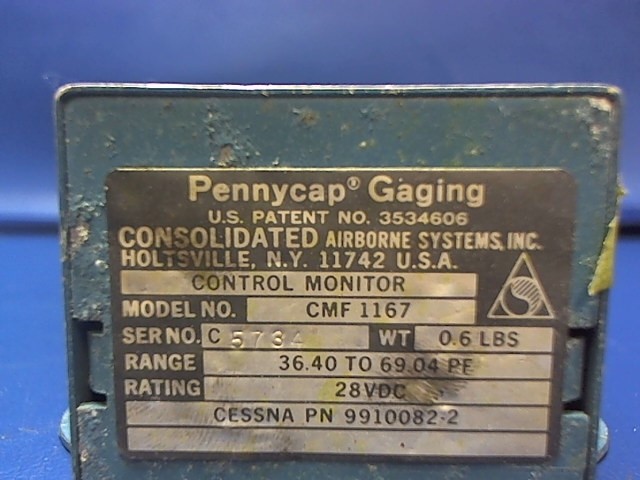 Pennycap® Gaging
U.S. PATENT NO. 3534606
CONSOLIDATED AIRBORNE SYSTEMS, INC.
HOLTSVILLE, N.Y. 11742 U.S.A.
CONTROL MONITOR
MODEL NO. CMF 1167
SER NO. C 5734 WT 0.6 LBS
RANGE 36.40 TO 69.04 PF
RATING 28VDC
CESSNA PN 9910082-2